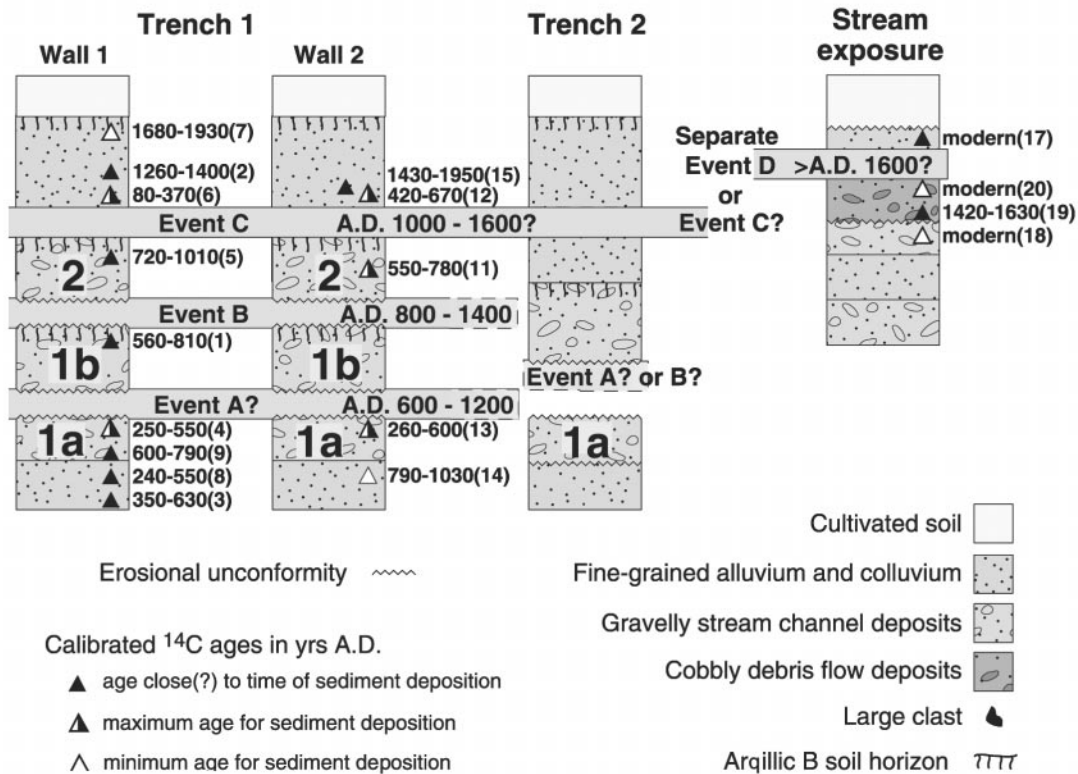 Trench 1
Trench 2
Stream
exposure
Wall 1
Wall 2
1680-1930(7)
1260-1400(2)
80-370(6)
1430-1950(15)
420-670(12)
Separate
Event D >A.D. 1600?
or
Event C?
modern(17)
modern(20)
1420-1630(19)
modern(18)
Event C A.D. 1000 - 1600?
2
720-1010(5)
2
550-780(11)
Event B A.D. 800 - 1400
1b
560-810(1)
1b
Event A? or B?
Event A? A.D. 600 - 1200
1a
250-550(4)
600-790(9)
240-550(8)
350-630(3)
1a
260-600(13)
790-1030(14)
1a
Erosional unconformity
Calibrated 14C ages in yrs A.D.
age close(?) to time of sediment deposition
maximum age for sediment deposition
minimum age for sediment deposition
Cultivated soil
Fine-grained alluvium and colluvium
Gravelly stream channel deposits
Cobbly debris flow deposits
Large clast
Argillic B soil horizon